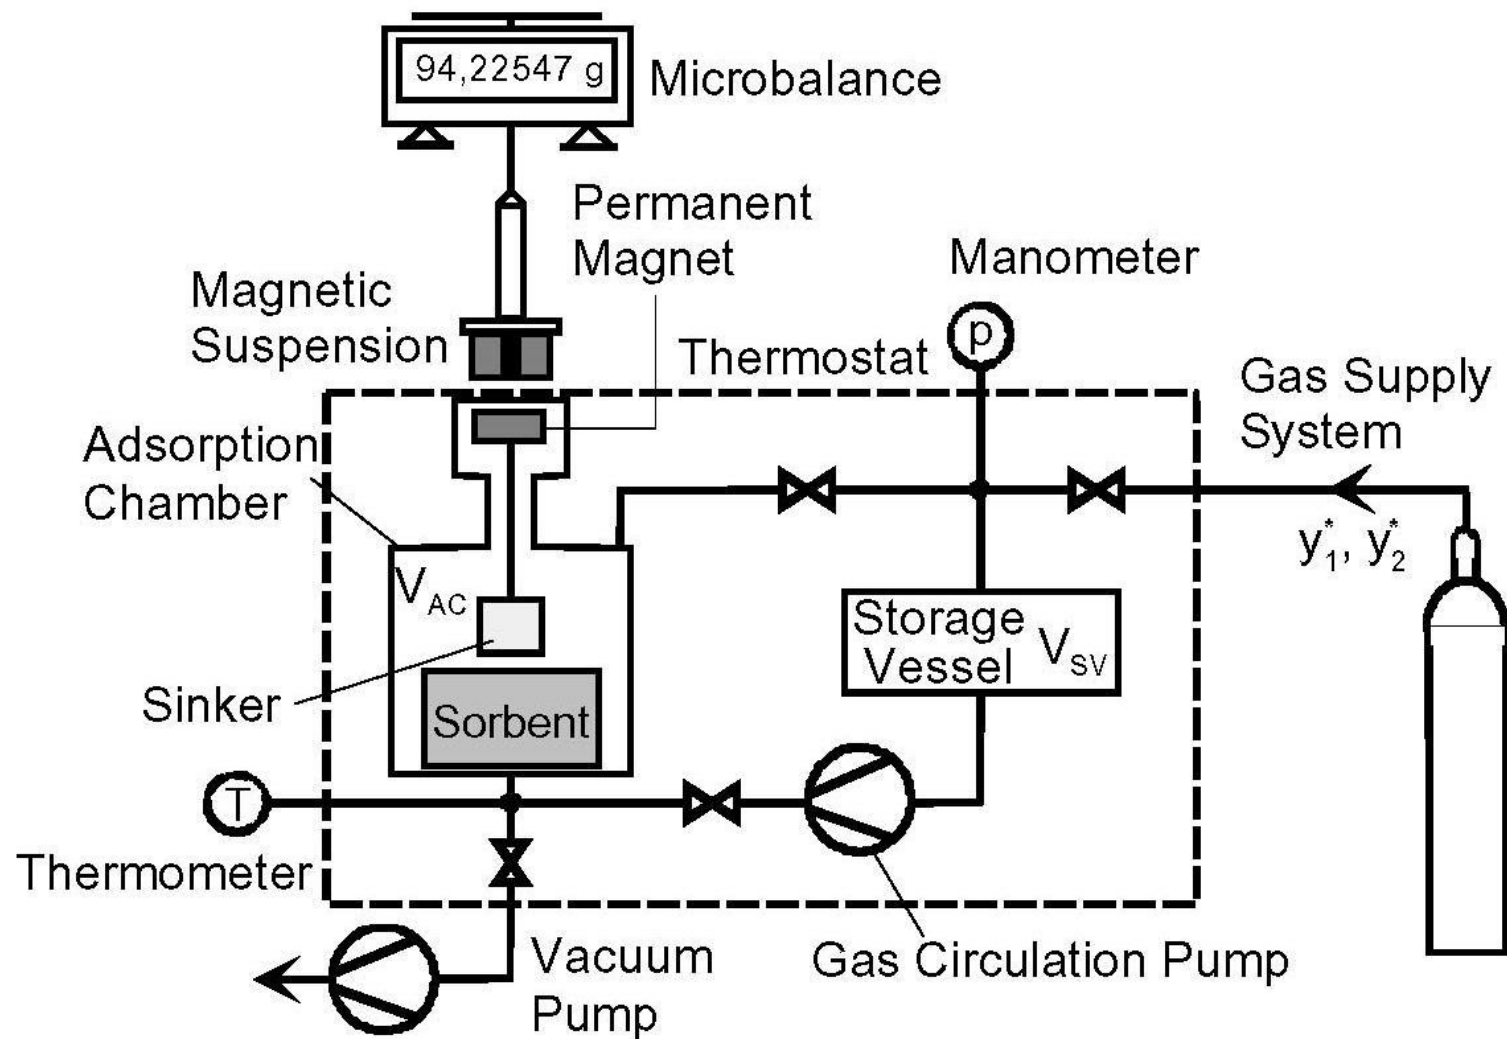 94,22547 g
Microbalance
Permanent
Magnet
Manometer
Magnetic
Suspension
p
Thermostat
Gas Supply
System
Adsorption
Chamber
y*1, y*2
VAC
Storage
Vessel VSV
Sinker
Sorbent
T
Thermometer
Vacuum
Pump
Gas Circulation Pump